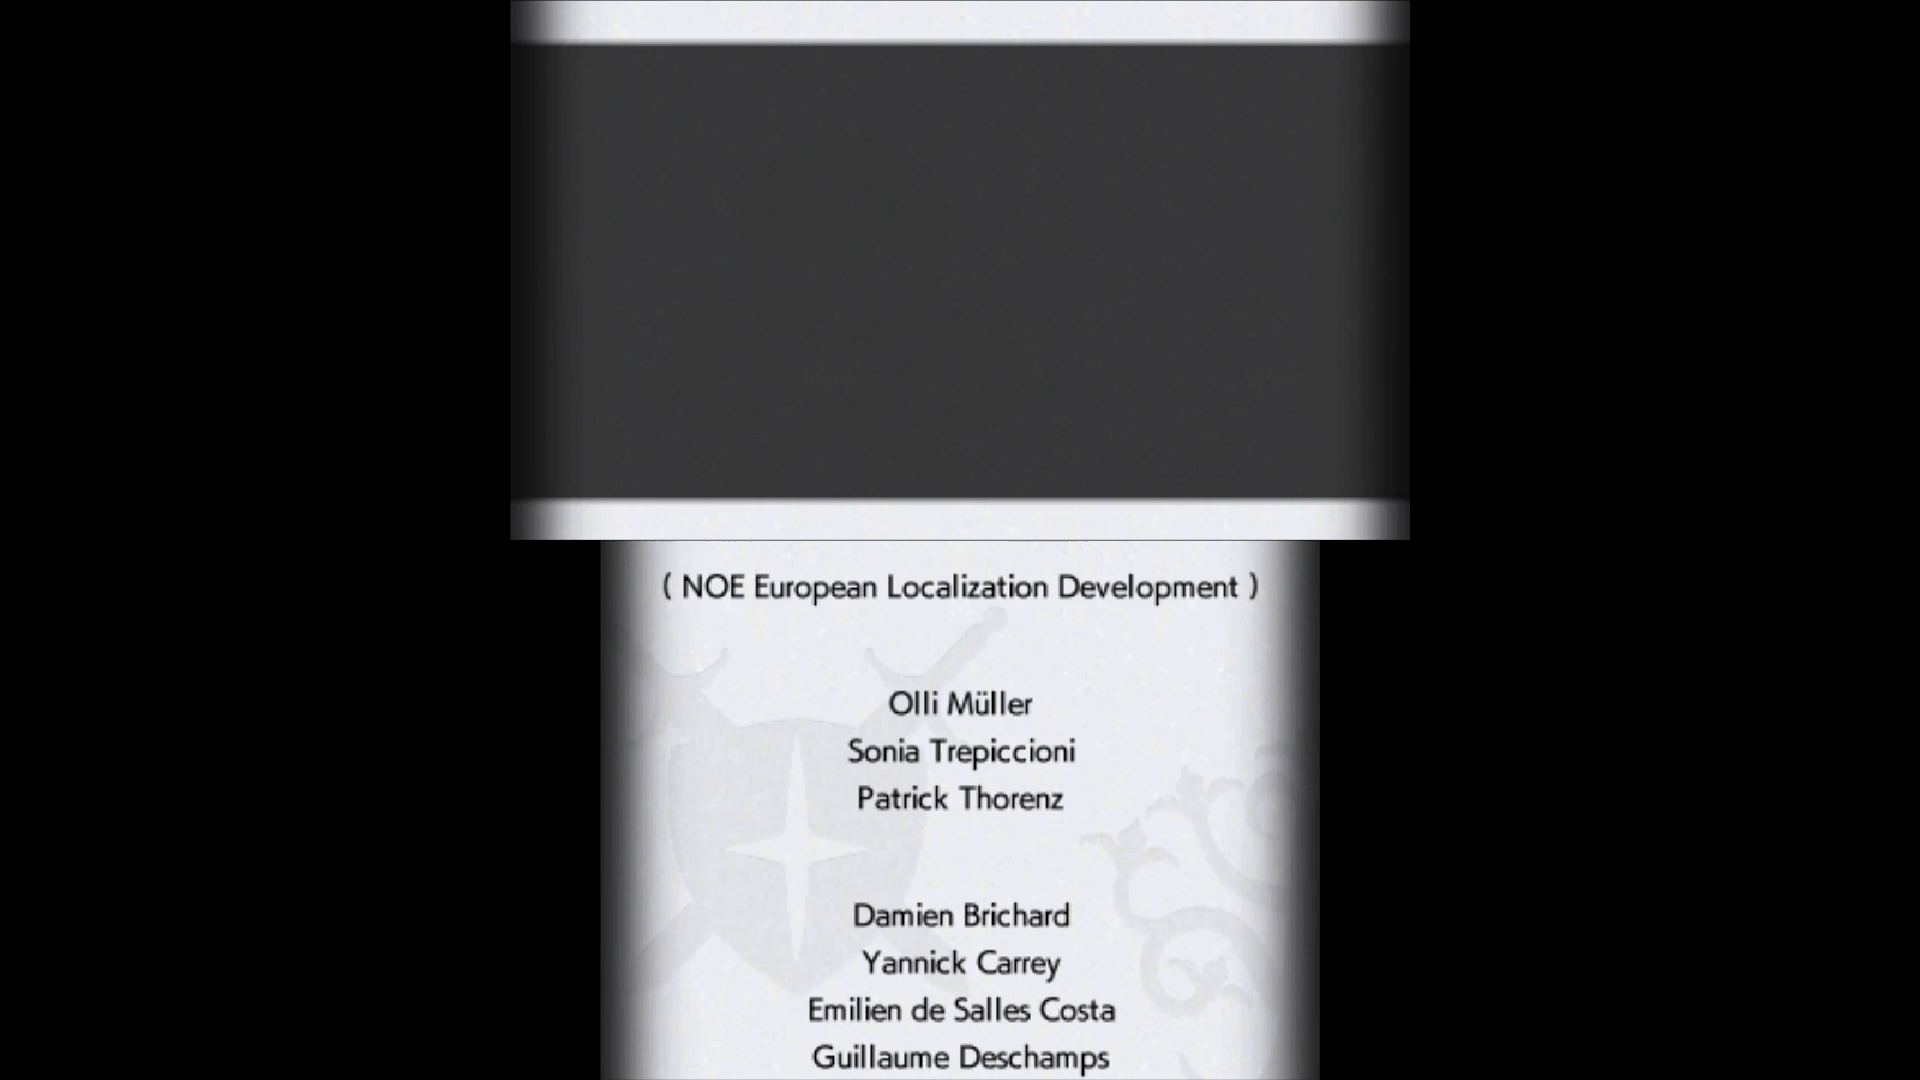 ( NOE European Localization Development )
Olli Müller
Sonia Trepiccioni
Patrick Thorenz
Damien Brichard
Yannick Carrey
Emilien de Salles Costa
Guillaume Deschamps